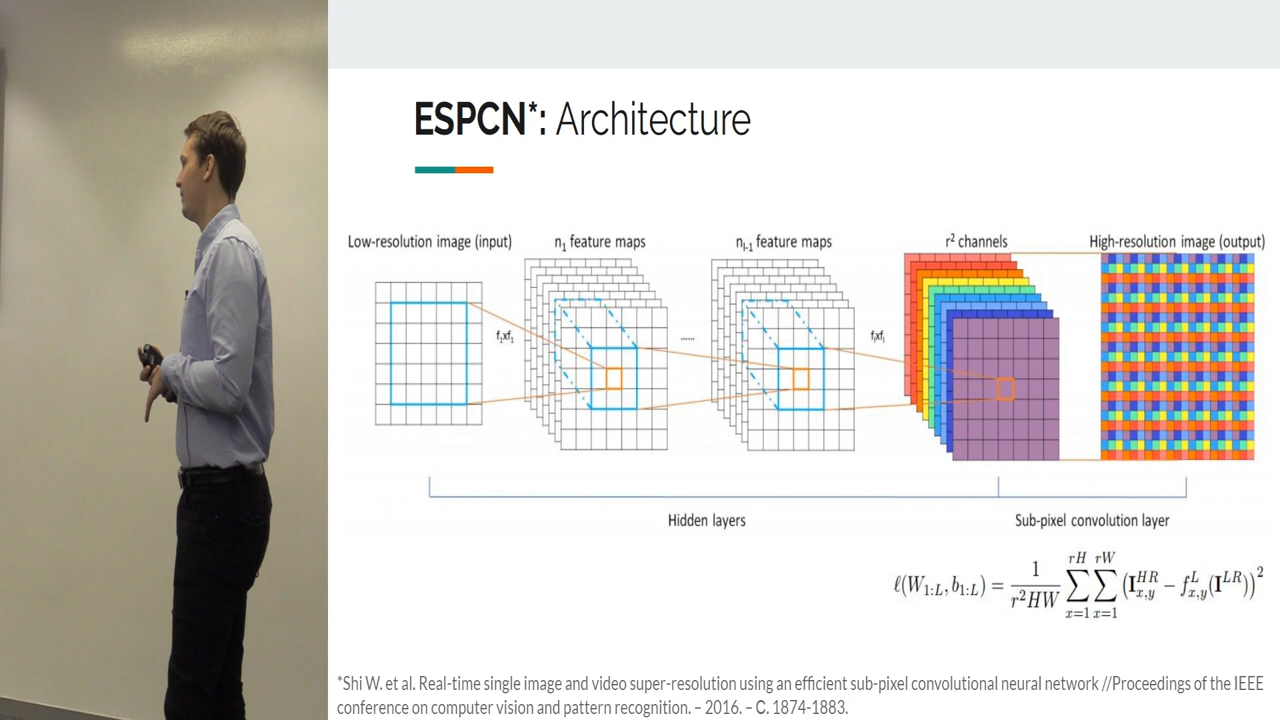 ESPCN*: Architecture
Low-resolution image (input) n₁ feature maps nₗ₋₁ feature maps r² channels High-resolution image (output)
f₁xf₁ ...... fₗxfₗ
Hidden layers Sub-pixel convolution layer
ℓ(W₁:L, b₁:L) = 1/r²HW ∑x=1^rH ∑x=1^rW (I^HR_x,y − f^L_x,y(I^LR))²
*Shi W. et al. Real-time single image and video super-resolution using an efficient sub-pixel convolutional neural network //Proceedings of the IEEE
conference on computer vision and pattern recognition. – 2016. – С. 1874-1883.